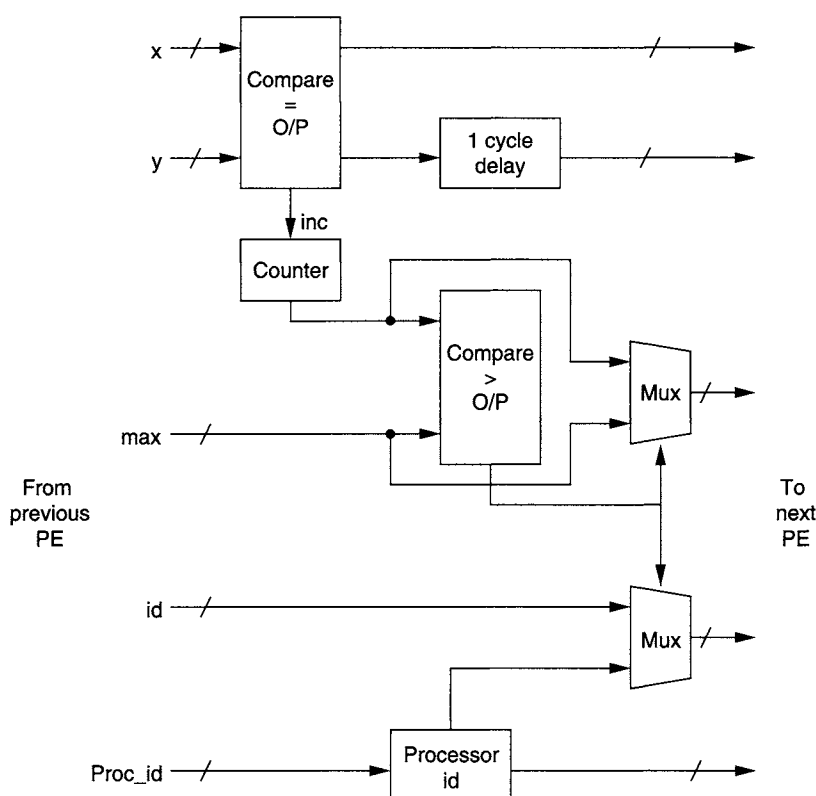 x
Compare
=
O/P
y
1 cycle
delay
inc
Counter
Compare
>
O/P
Mux
max
From
previous
PE
To
next
PE
id
Mux
Proc_id
Processor
id